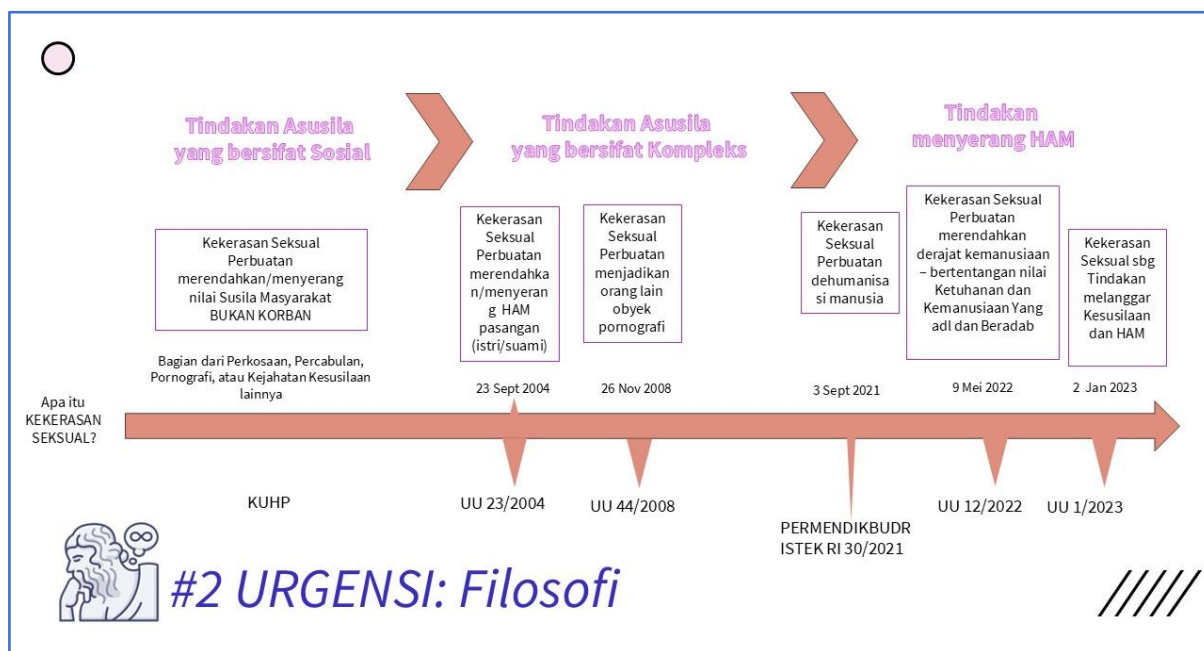 Tindakan Asusila
yang bersifat Sosial
Tindakan Asusila
yang bersifat Kompleks
Tindakan
menyerang HAM
Kekerasan Seksual
Perbuatan
merendahkan/menyerang
nilai Susila Masyarakat
BUKAN KORBAN
Kekerasan
Seksual
Perbuatan
merendahka
n/menyeran
g HAM
pasangan
(istri/suami)
Kekerasan
Seksual
Perbuatan
menjadikan
orang lain
obyek
pornografi
Kekerasan
Seksual
Perbuatan
dehumanisa
si manusia
Kekerasan Seksual
Perbuatan
merendahkan
derajat kemanusiaan
– bertentangan nilai
Ketuhanan dan
Kemanusiaan Yang
adl dan Beradab
Kekerasan
Seksual sbg
Tindakan
melanggar
Kesusilaan
dan HAM
Bagian dari Perkosaan, Percabulan,
Pornografi, atau Kejahatan Kesusilaan
lainnya
23 Sept 2004
26 Nov 2008
3 Sept 2021
9 Mei 2022
2 Jan 2023
Apa itu
KEKERASAN
SEKSUAL?
KUHP
UU 23/2004
UU 44/2008
PERMENDIKBUDR
ISTEK RI 30/2021
UU 12/2022
UU 1/2023
#2 URGENSI: Filosofi